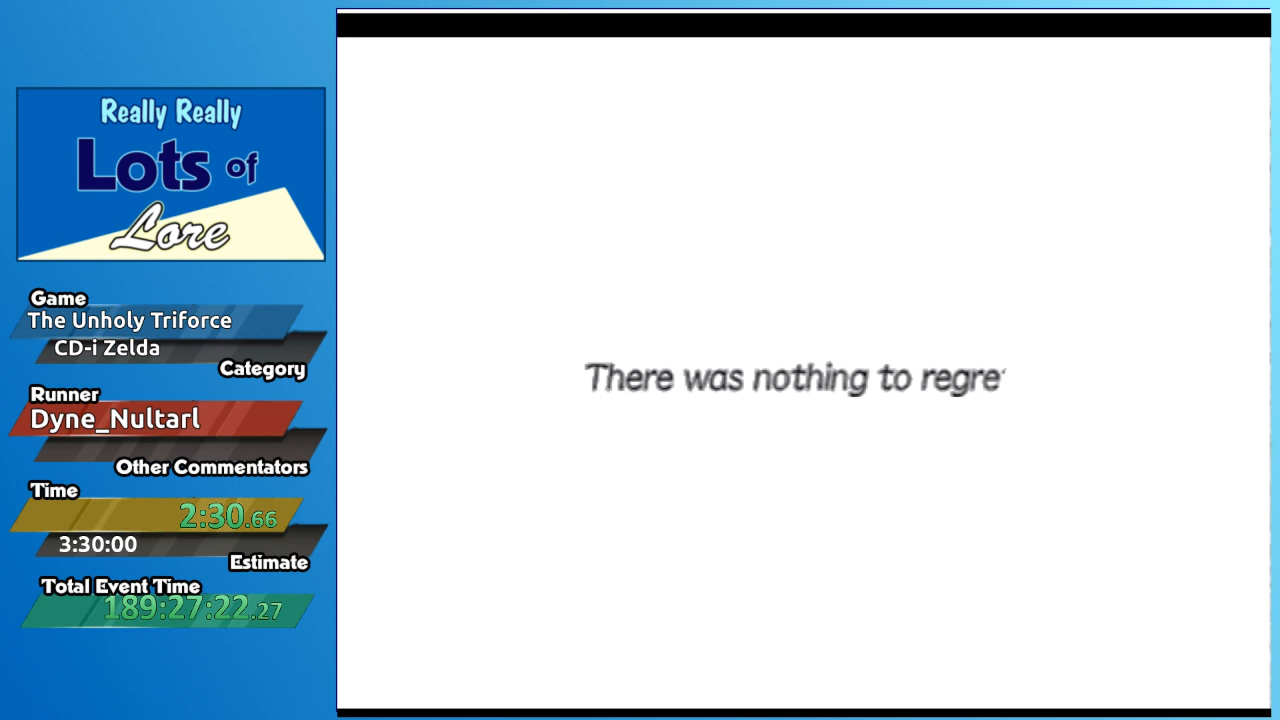 Really Really
Lots of
Lore
Game
The Unholy Triforce
CD-i Zelda
Category
Runner
Dyne_Nultarl
Other Commentators
Time
2:30.66
3:30:00
Estimate
Total Event Time
189:27:22.27
There was nothing to regre